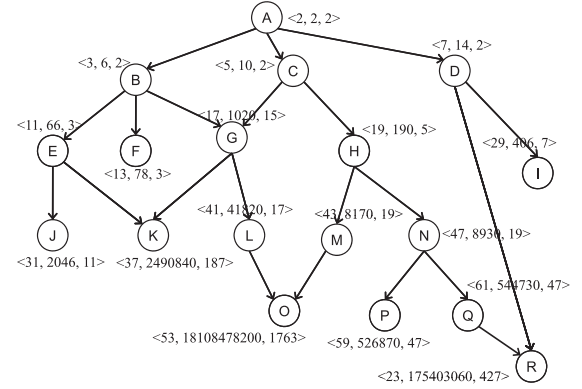 A <2, 2, 2>
<3, 6, 2> B
<5, 10, 2> C
<7, 14, 2>
D
<11, 66, 3>
E
F
<13, 78, 3>
<17, 1020, 15>
G
<19, 190, 5>
H
<29, 406, 7>
I
J
<31, 2046, 11>
K
<37, 2490840, 187>
<41, 41820, 17>
L
<43, 8170, 19>
M
N <47, 8930, 19>
O
<53, 18108478200, 1763>
P
<59, 526870, 47>
<61, 544730, 47>
Q
R
<23, 175403060, 427>